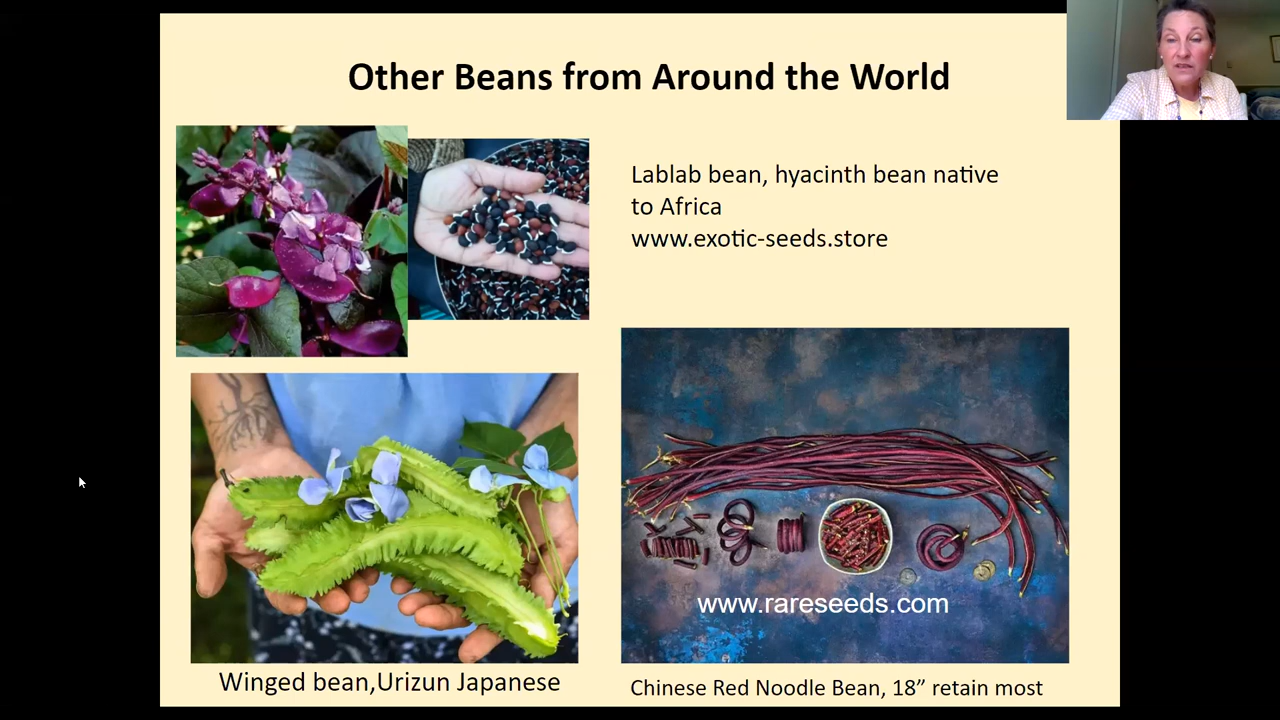 Other Beans from Around the World
Lablab bean, hyacinth bean native
to Africa
www.exotic-seeds.store
www.rareseeds.com
Winged bean,Urizun Japanese
Chinese Red Noodle Bean, 18” retain most